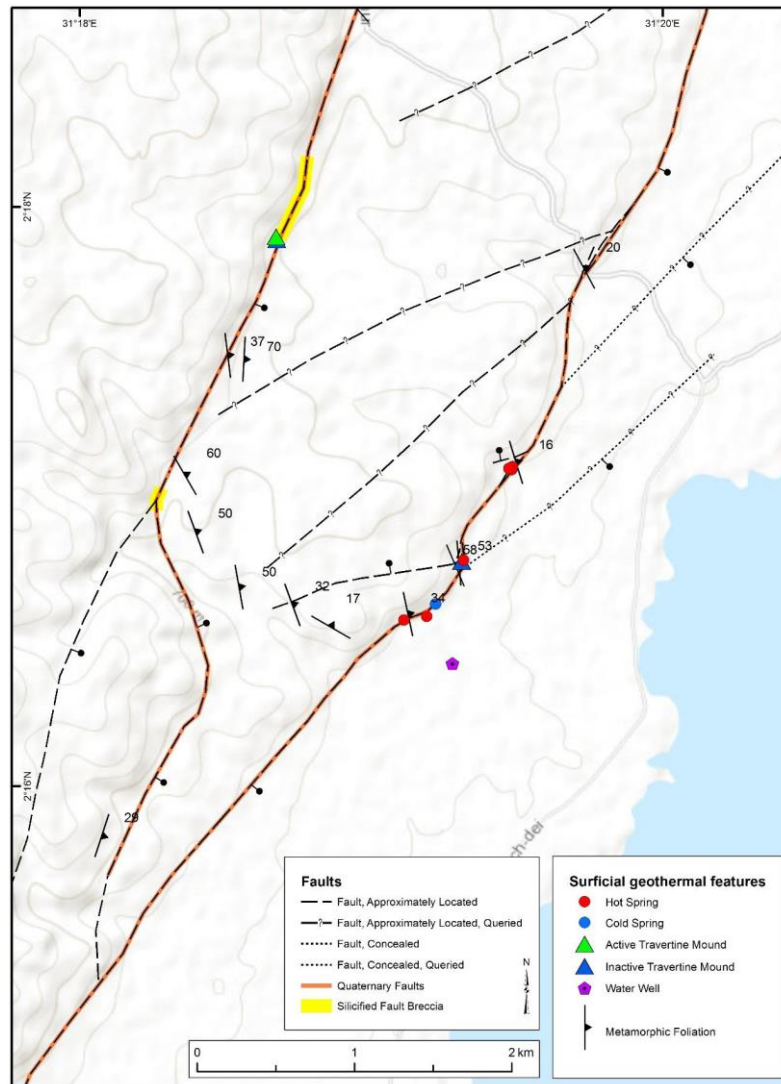 31°18'E
31°20'E
2°18'N
20
37 70
16
60
50
53
58
50
32
17
34
700 m
2°16'N
29
ch-dei
Faults
Fault, Approximately Located
Fault, Approximately Located, Queried
Fault, Concealed
Fault, Concealed, Queried
Quaternary Faults
Silicified Fault Breccia
N
Surficial geothermal features
Hot Spring
Cold Spring
Active Travertine Mound
Inactive Travertine Mound
Water Well
Metamorphic Foliation
0 1 2 km